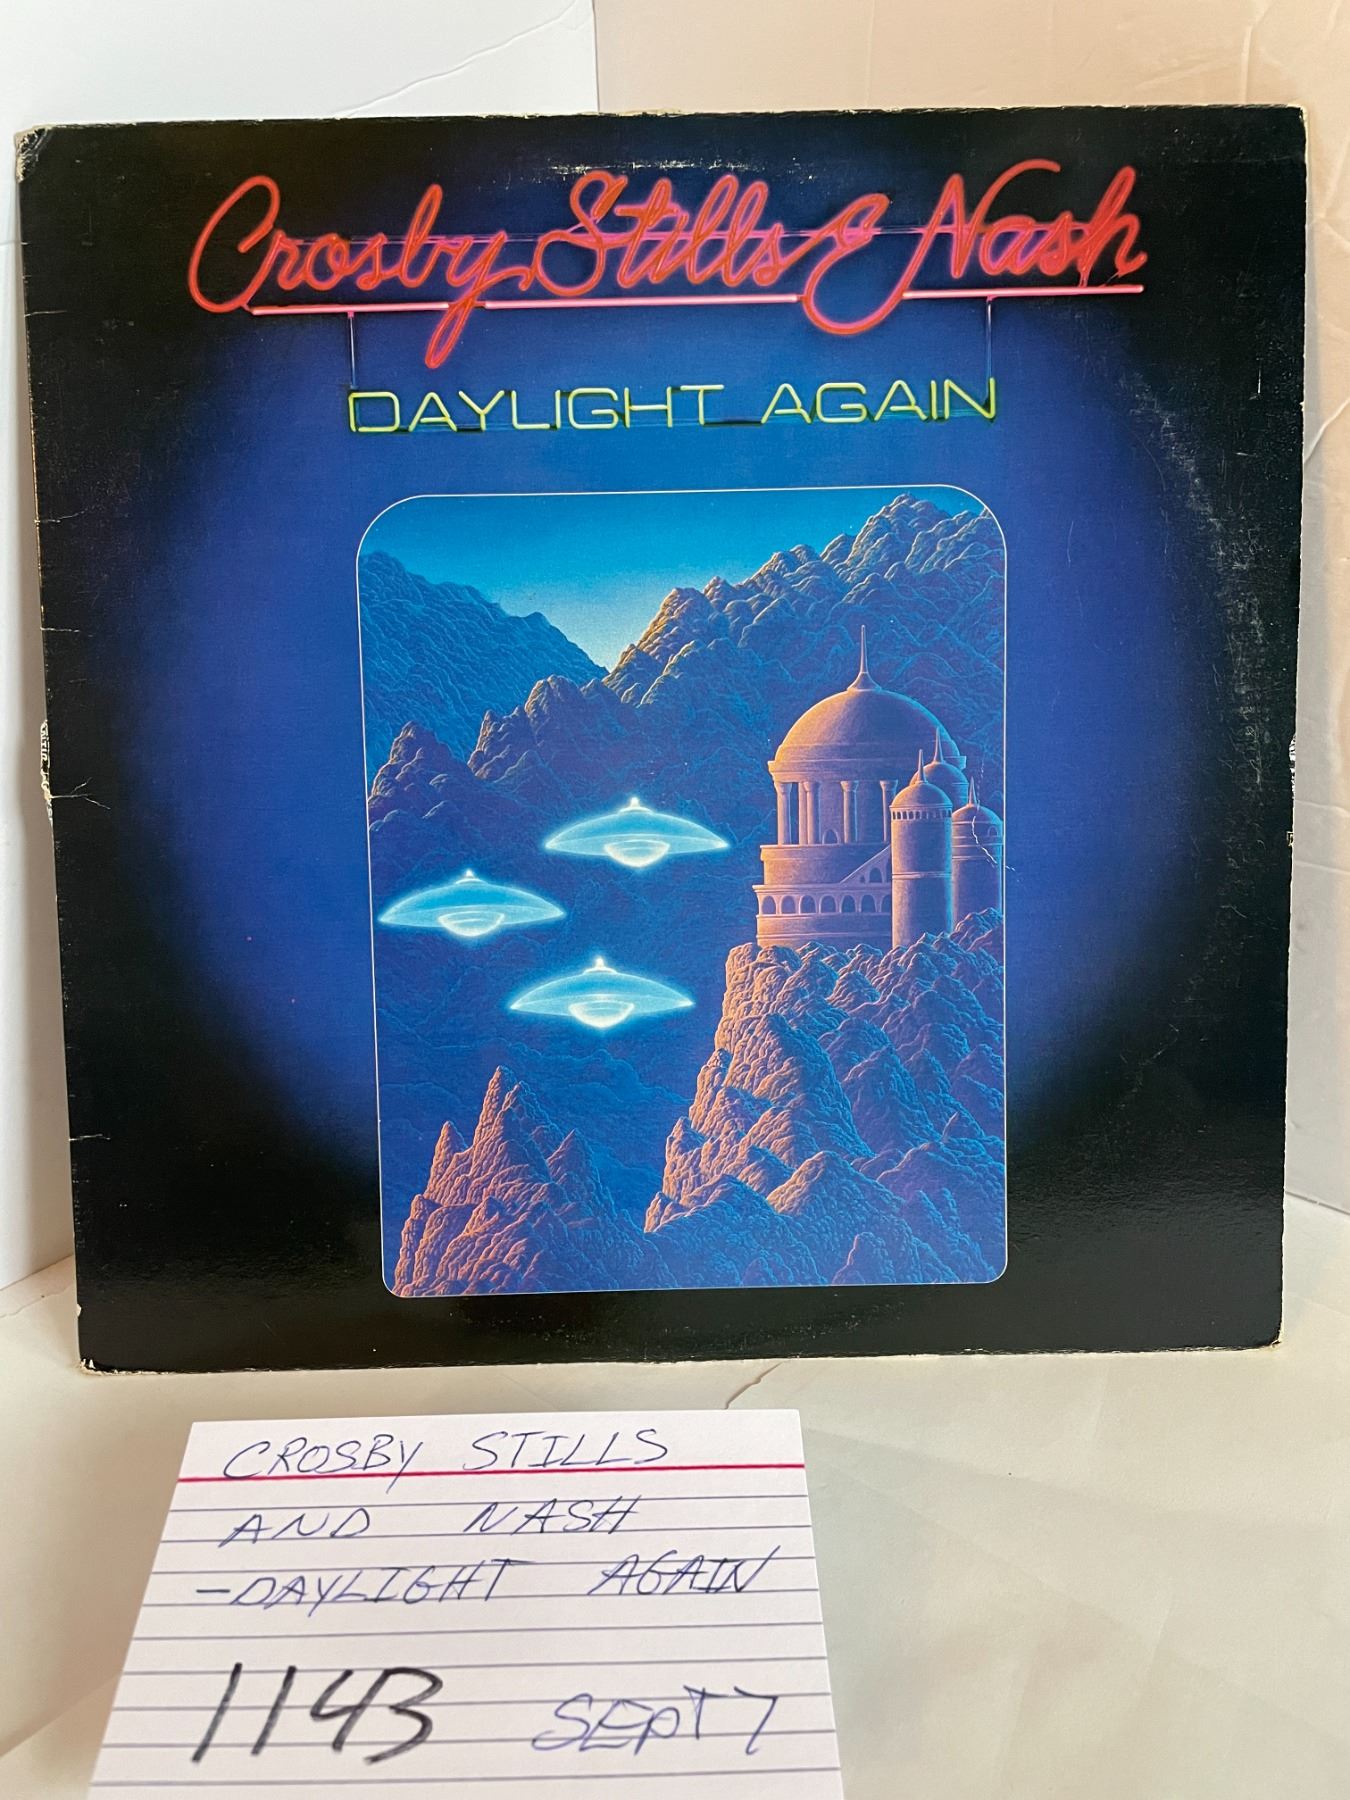 Crosby, Stills & Nash
DAYLIGHT AGAIN
CROSBY STILLS
AND NASH
-DAYLIGHT AGAIN
1143 SEPT 7